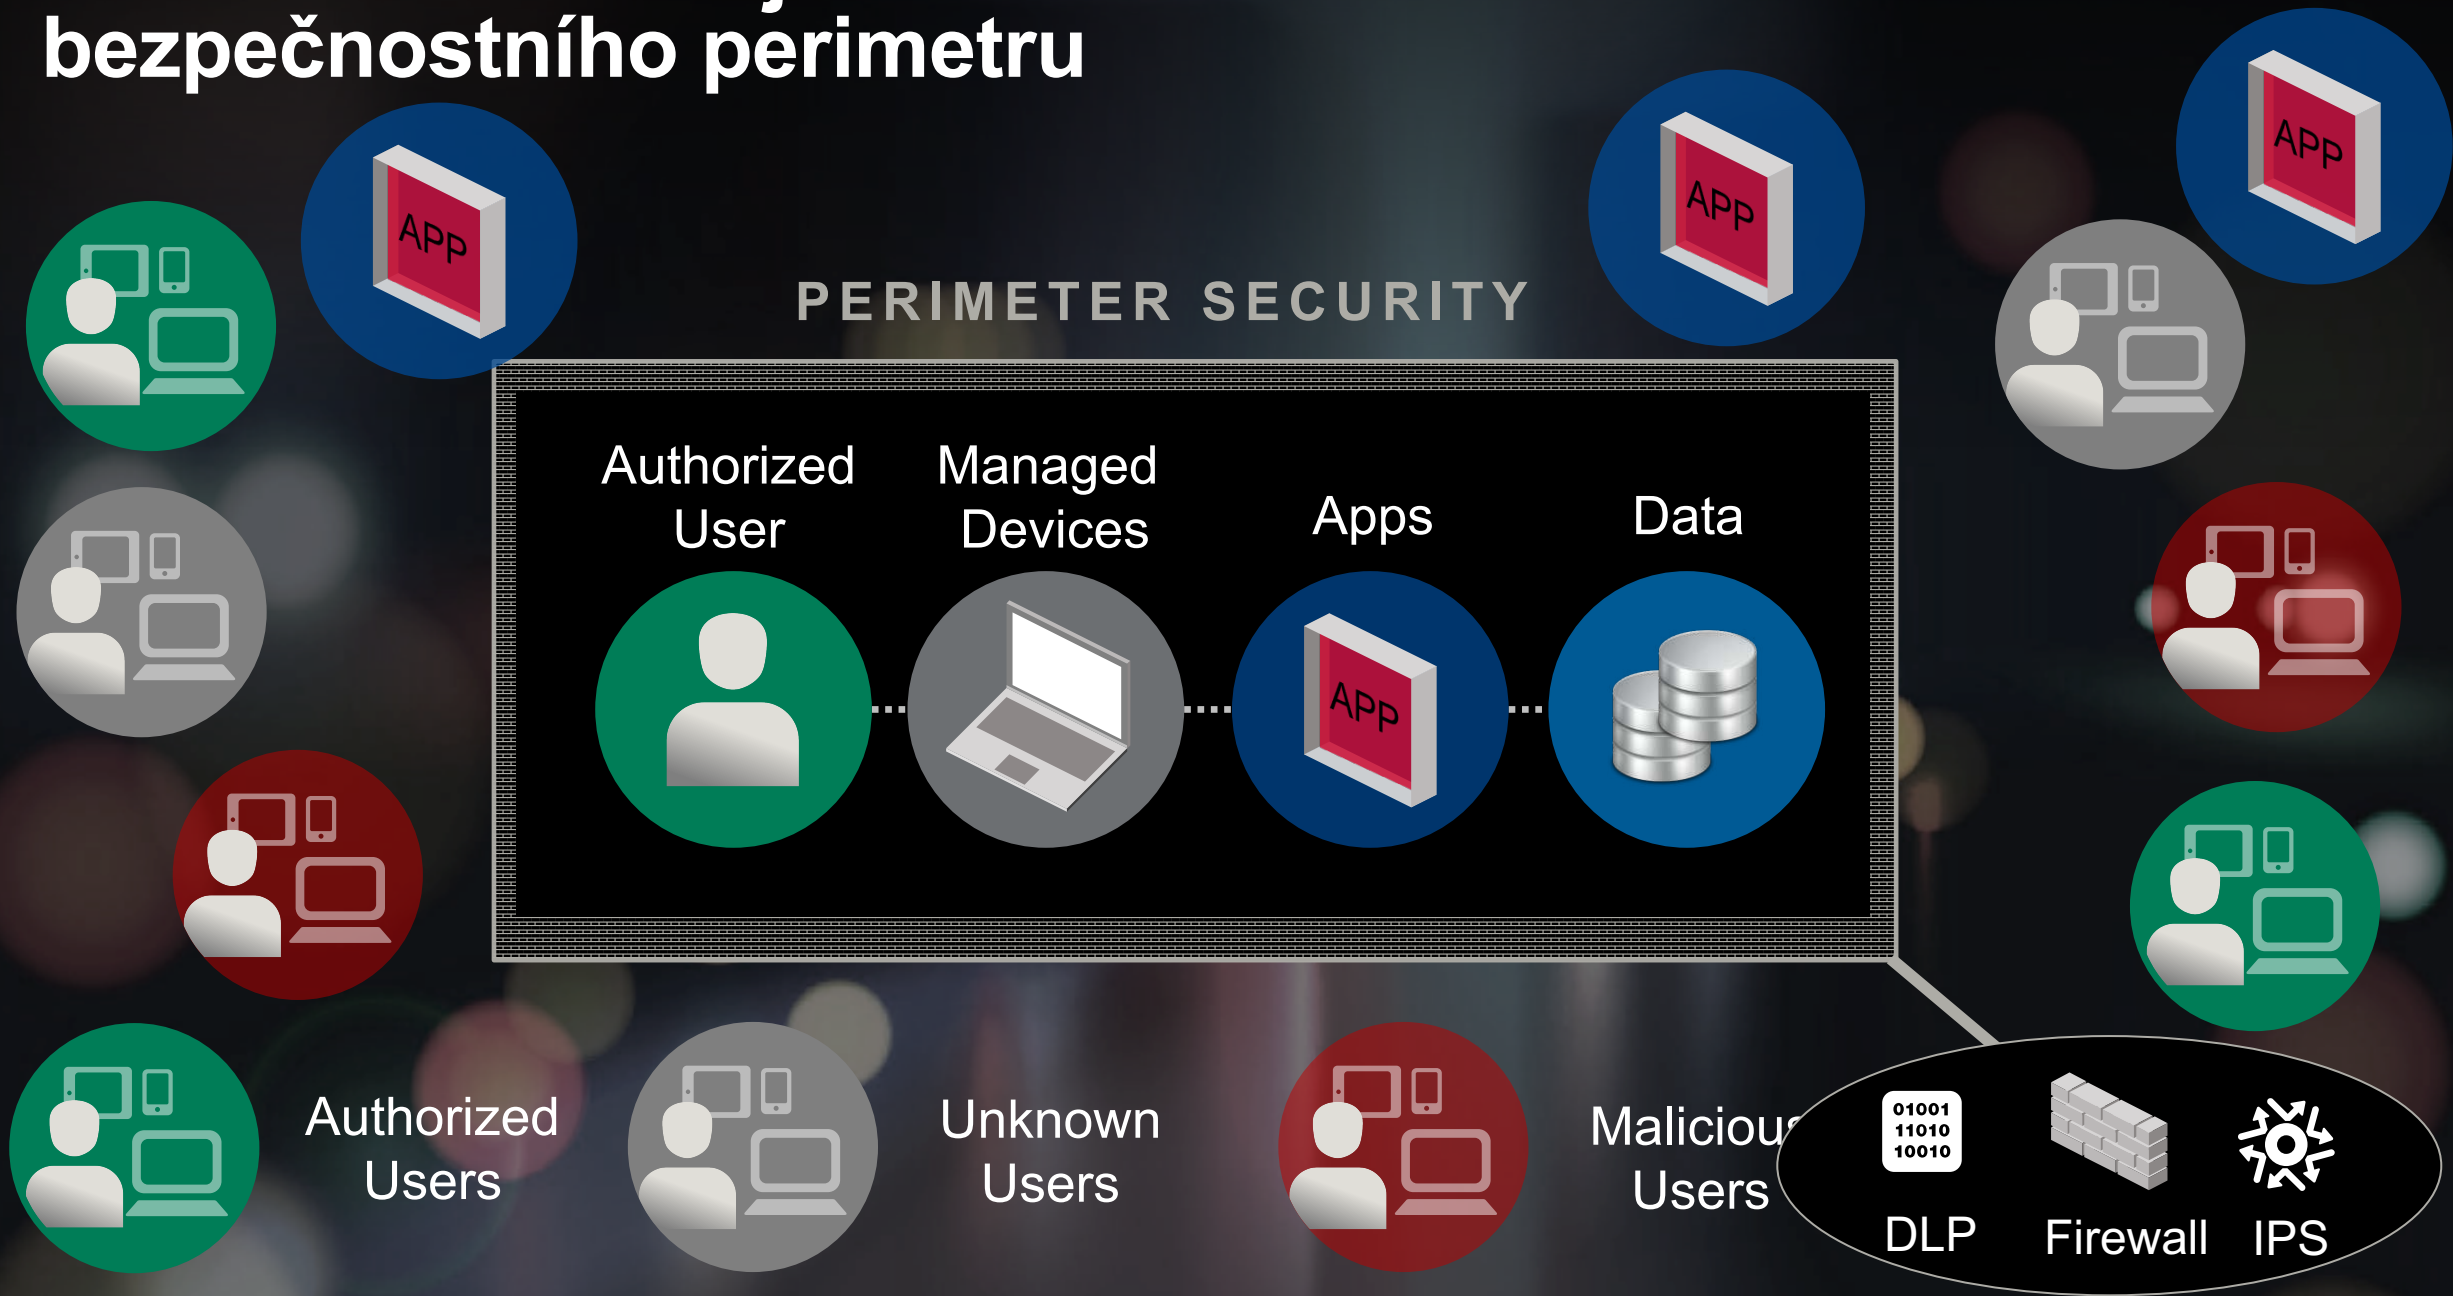 bezpečnostního perimetru
APP
APP
APP
PERIMETER SECURITY
Authorized
User
Managed
Devices
Apps
Data
APP
Authorized
Users
Unknown
Users
Malicious
Users
01001
11010
10010
DLP
Firewall
IPS